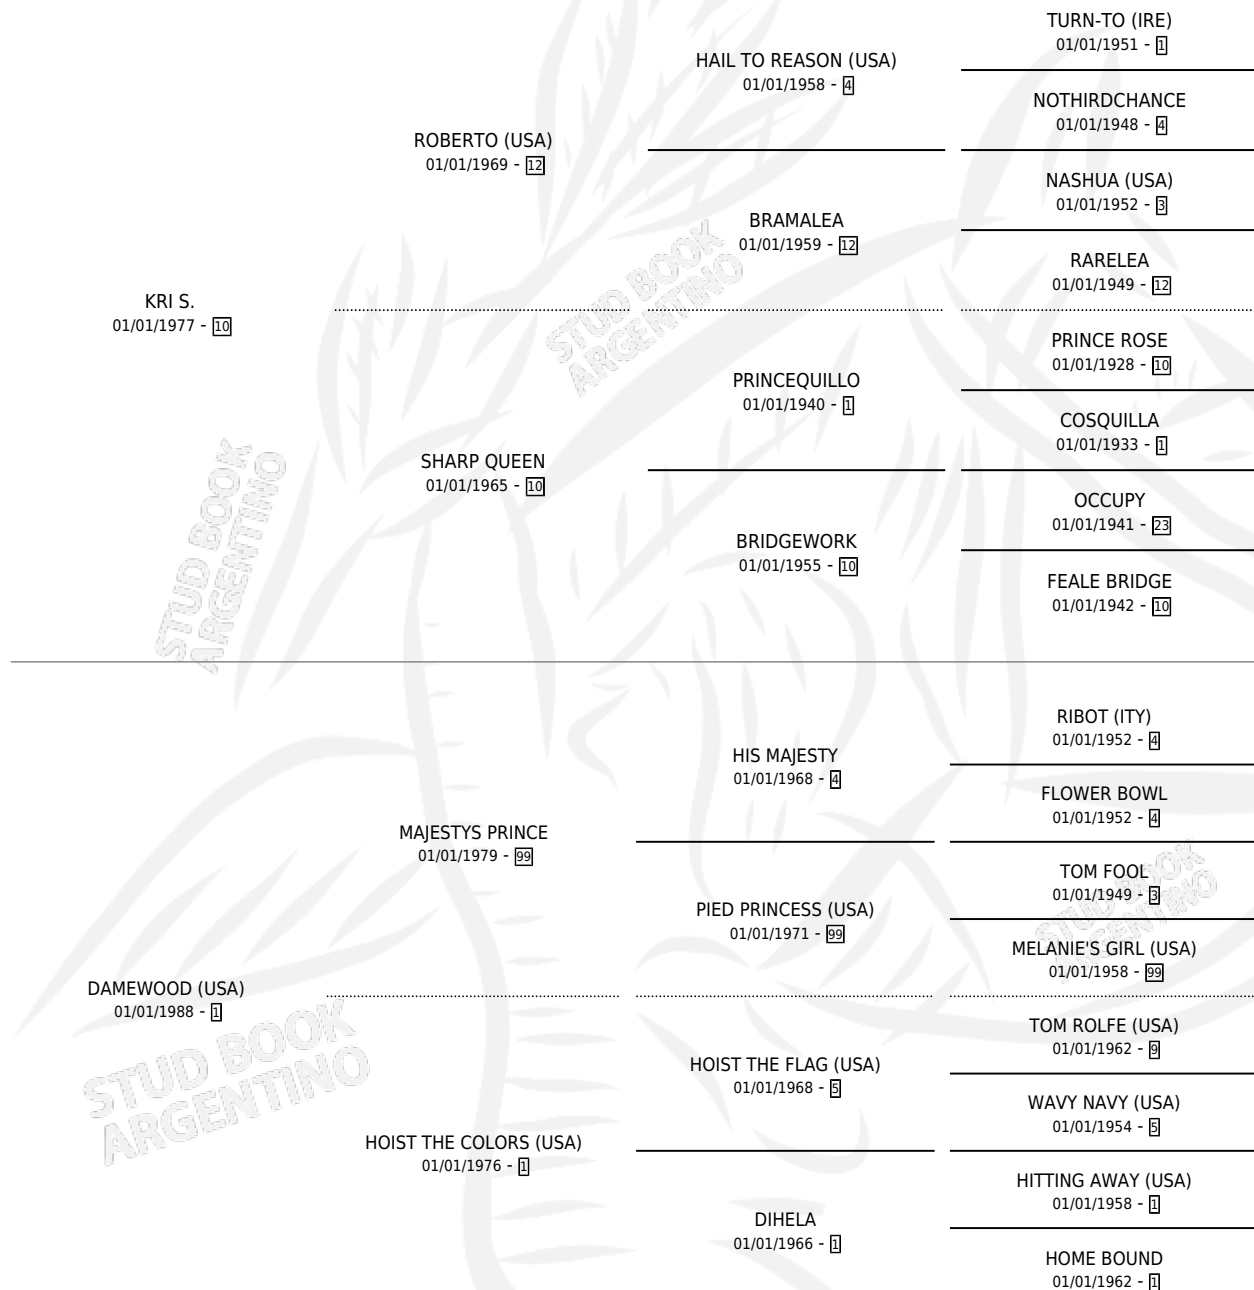 TURN-TO (IRE)
01/01/1951 - 1
HAIL TO REASON (USA)
01/01/1958 - 4
NOTHIRDCHANCE
01/01/1948 - 4
ROBERTO (USA)
01/01/1969 - 12
NASHUA (USA)
01/01/1952 - 3
BRAMALEA
01/01/1959 - 12
RARELEA
01/01/1949 - 12
KRI S.
01/01/1977 - 10
STUD BOOK
ARGENTINO
PRINCE ROSE
01/01/1928 - 10
PRINCEQUILLO
01/01/1940 - 1
COSQUILLA
01/01/1933 - 1
SHARP QUEEN
01/01/1965 - 10
OCCUPY
01/01/1941 - 23
BRIDGEWORK
01/01/1955 - 10
FEALE BRIDGE
01/01/1942 - 10
STUD BOOK
ARGENTINO
RIBOT (ITY)
01/01/1952 - 4
HIS MAJESTY
01/01/1968 - 4
FLOWER BOWL
01/01/1952 - 4
MAJESTYS PRINCE
01/01/1979 - 99
TOM FOOL
01/01/1949 - 3
PIED PRINCESS (USA)
01/01/1971 - 99
STUD BOOK
ARGENTINO
MELANIE'S GIRL (USA)
01/01/1958 - 99
DAMEWOOD (USA)
01/01/1988 - 1
STUD BOOK
ARGENTINO
TOM ROLFE (USA)
01/01/1962 - 9
HOIST THE FLAG (USA)
01/01/1968 - 5
WAVY NAVY (USA)
01/01/1954 - 5
HOIST THE COLORS (USA)
01/01/1976 - 1
HITTING AWAY (USA)
01/01/1958 - 1
DIHELA
01/01/1966 - 1
HOME BOUND
01/01/1962 - 1